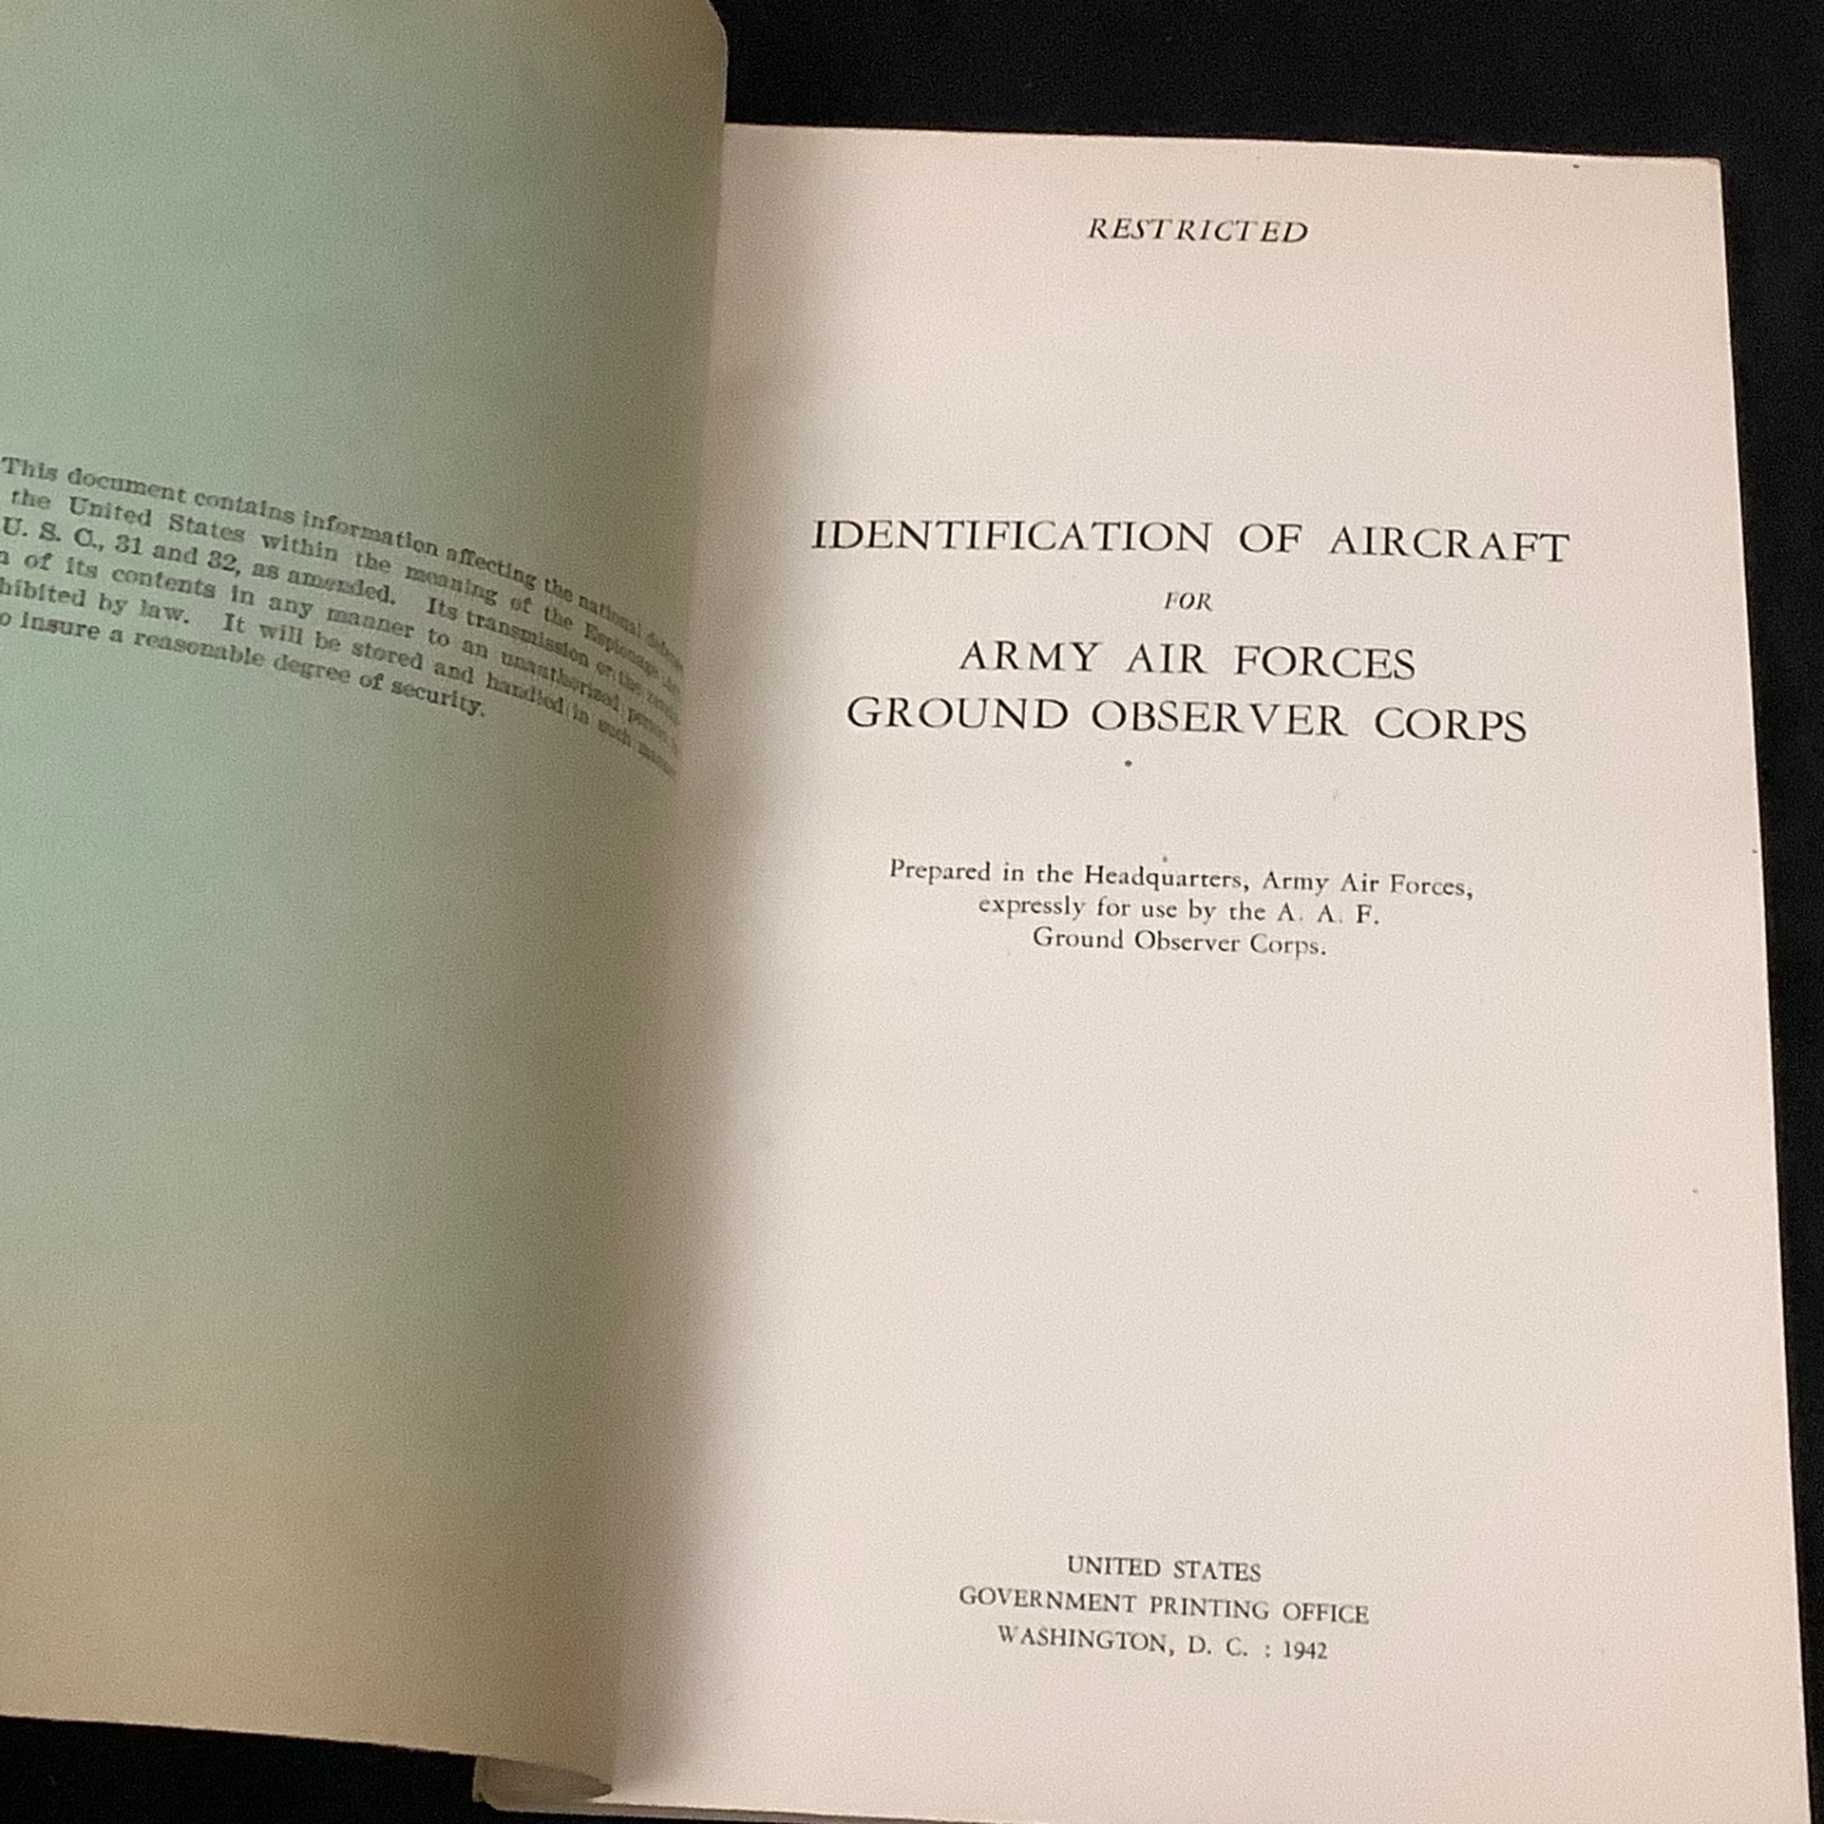 This document contains information affecting the national defense
the United States within the meaning of the Espionage
U. S. C., 31 and 32, as amended. Its transmission or the
of its contents in any manner to an unauthorized person
hibited by law. It will be stored and handled in such manner
o insure a reasonable degree of security.
RESTRICTED
IDENTIFICATION OF AIRCRAFT
FOR
ARMY AIR FORCES
GROUND OBSERVER CORPS
Prepared in the Headquarters, Army Air Forces,
expressly for use by the A. A. F.
Ground Observer Corps.
UNITED STATES
GOVERNMENT PRINTING OFFICE
WASHINGTON, D. C. : 1942